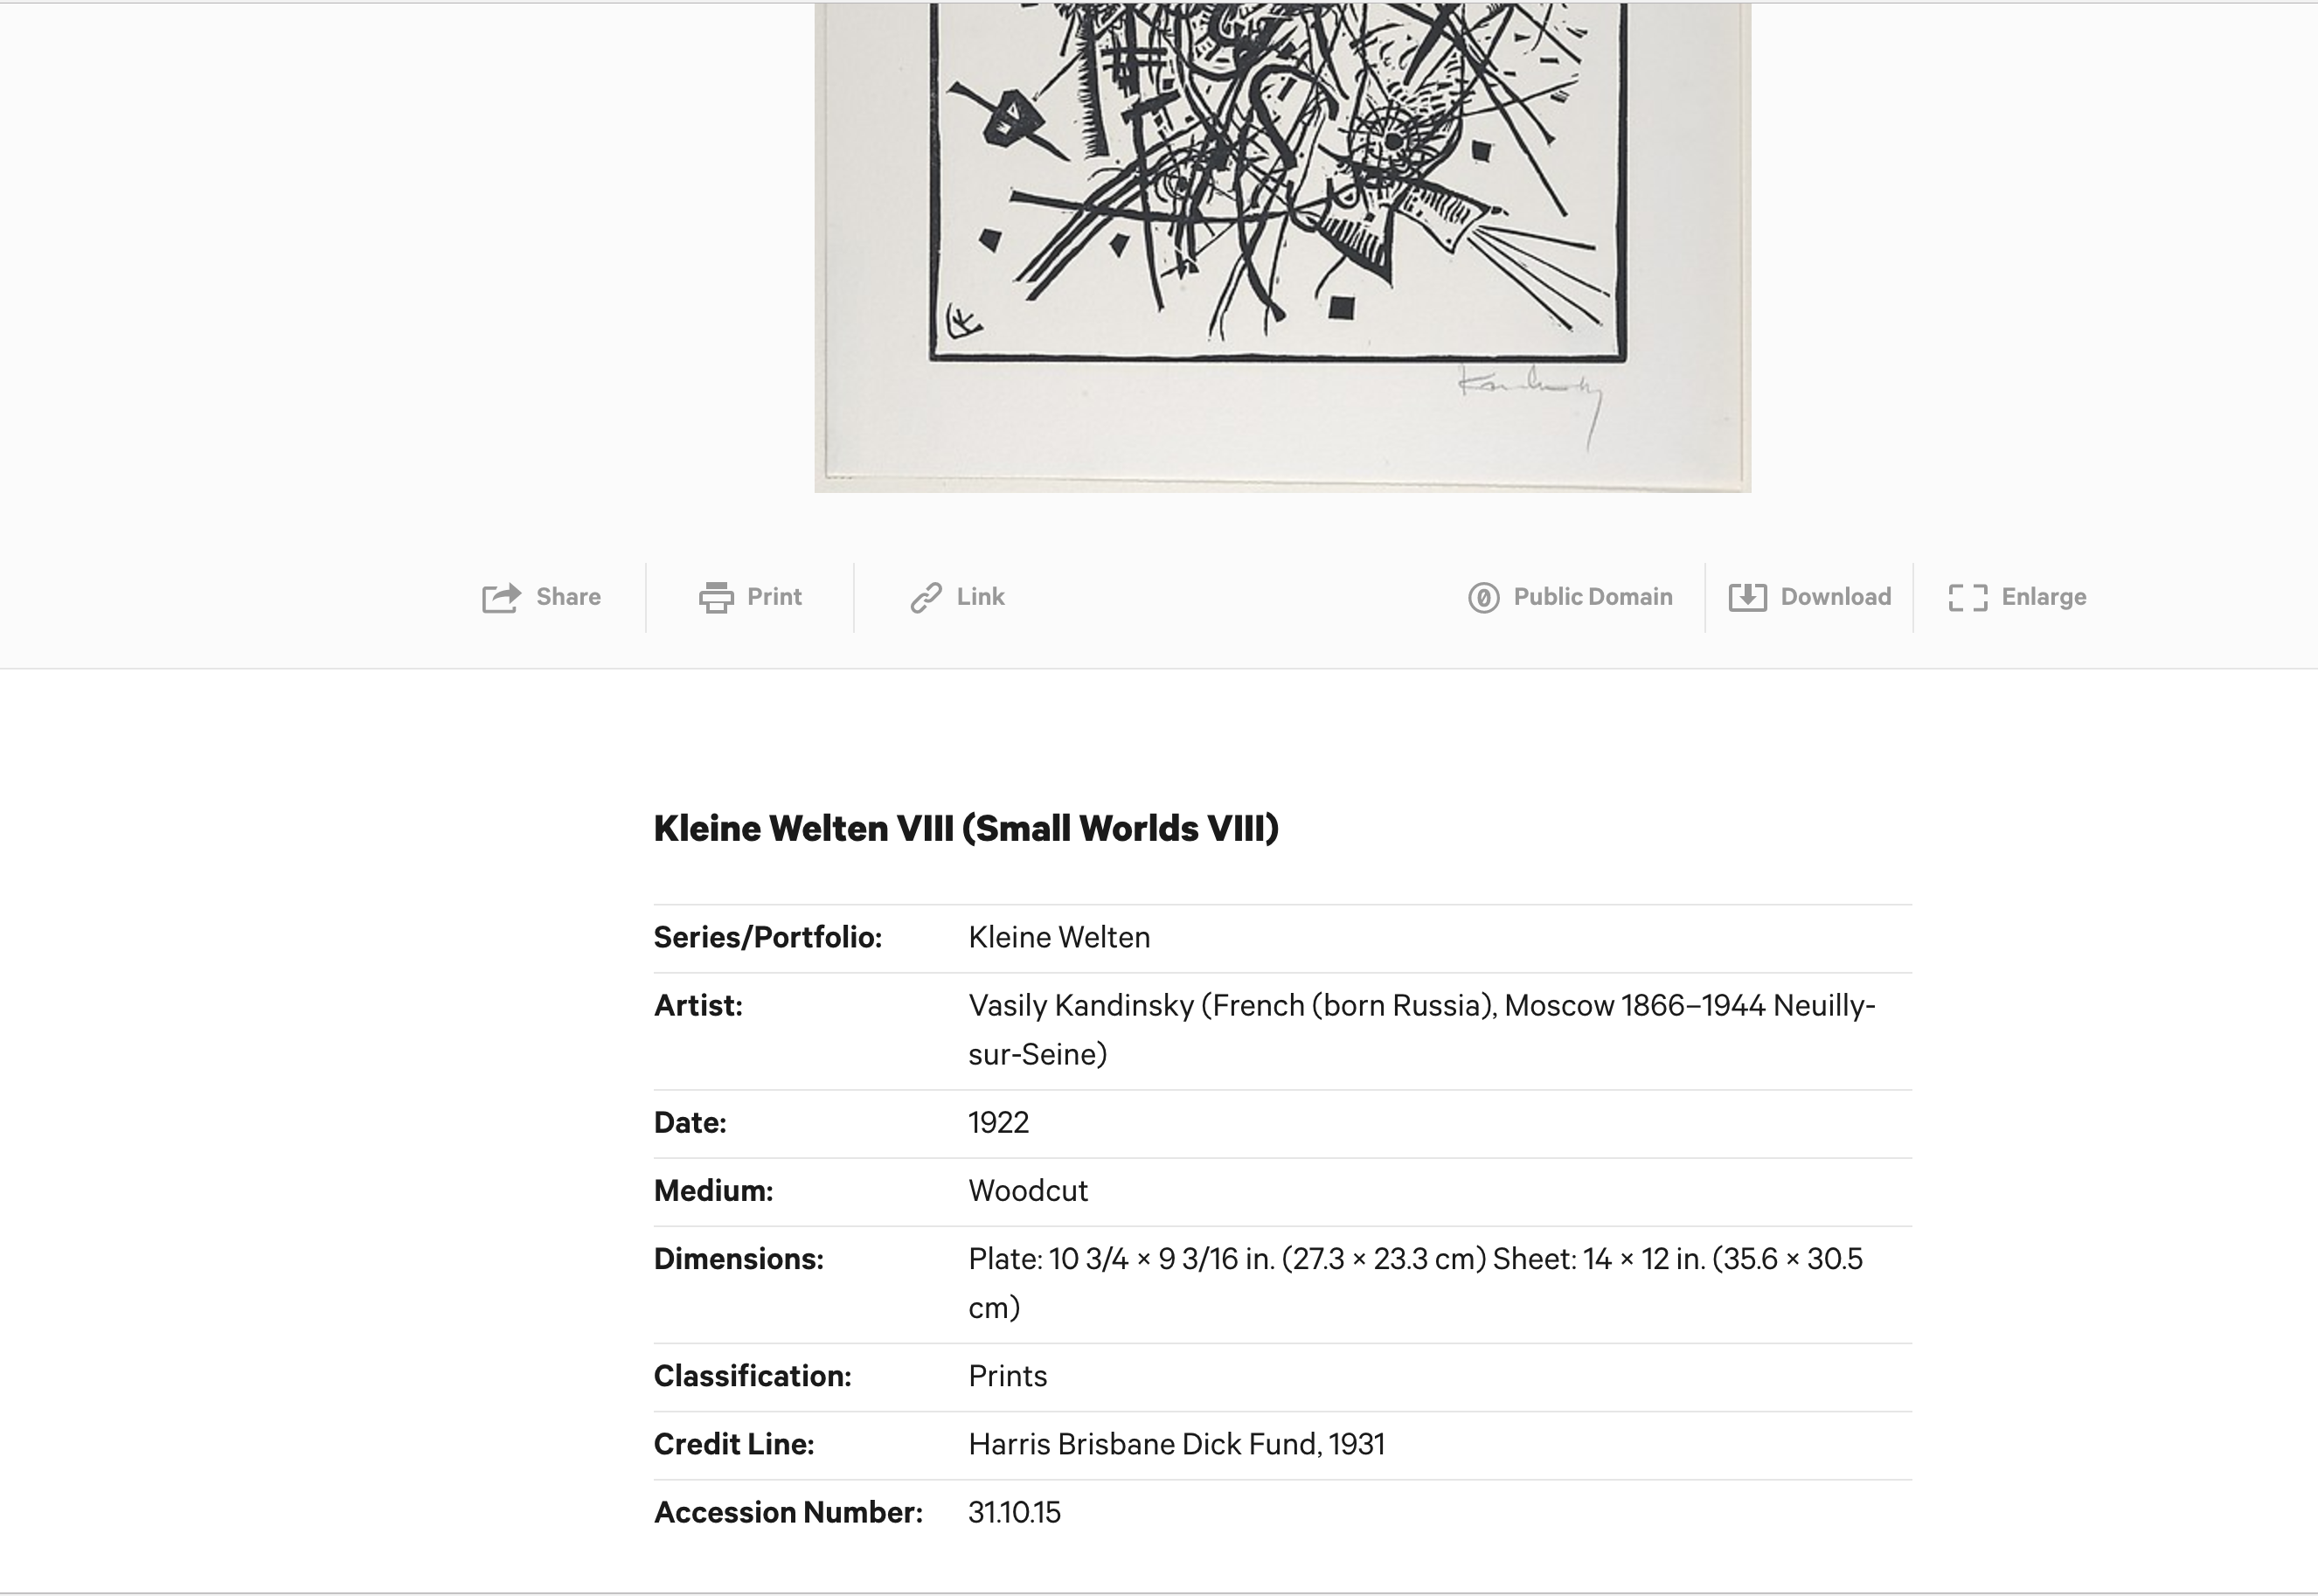 K
Kandinsky
Share
Print
Link
Public Domain
Download
Enlarge
Kleine Welten VIII (Small Worlds VIII)
Series/Portfolio: Kleine Welten
Artist: Vasily Kandinsky (French (born Russia), Moscow 1866–1944 Neuilly-
sur-Seine)
Date: 1922
Medium: Woodcut
Dimensions: Plate: 10 3/4 × 9 3/16 in. (27.3 × 23.3 cm) Sheet: 14 × 12 in. (35.6 × 30.5
cm)
Classification: Prints
Credit Line: Harris Brisbane Dick Fund, 1931
Accession Number: 31.10.15